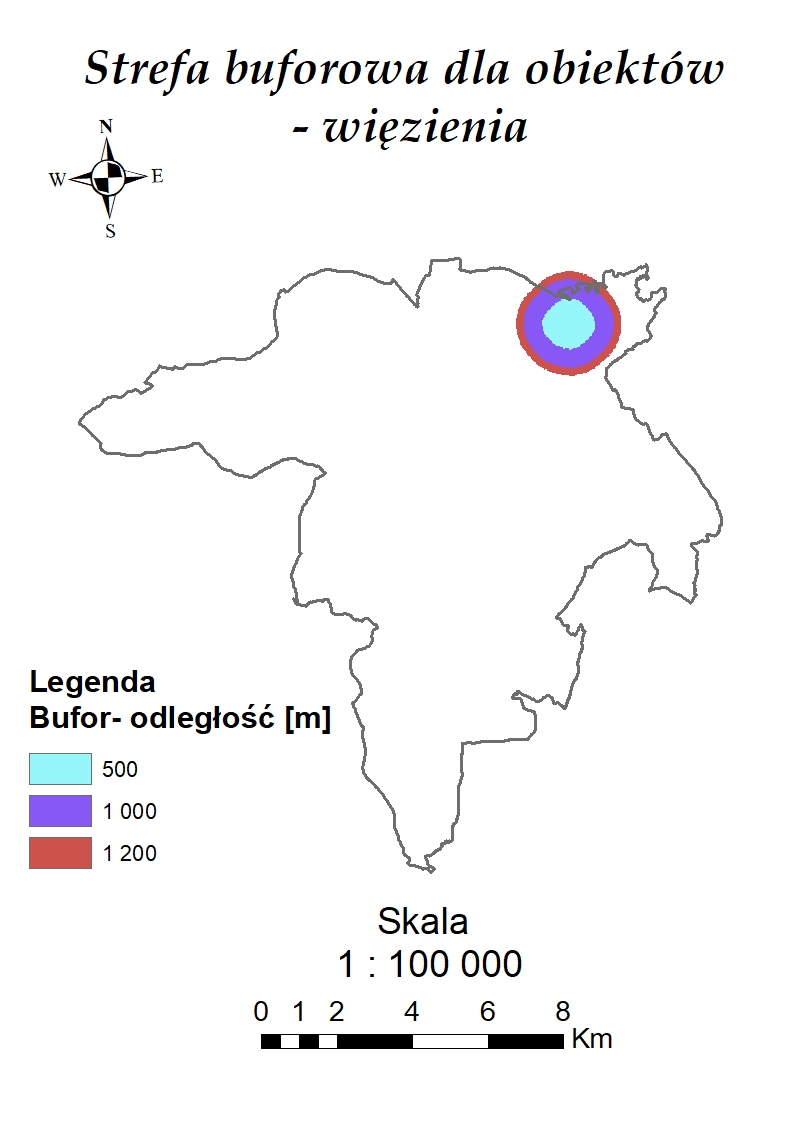 Strefa buforowa dla obiektów
- więzienia
N
W E
S
Legenda
Bufor- odległość [m]
500
1 000
1 200
Skala
1 : 100 000
0 1 2 4 6 8
Km